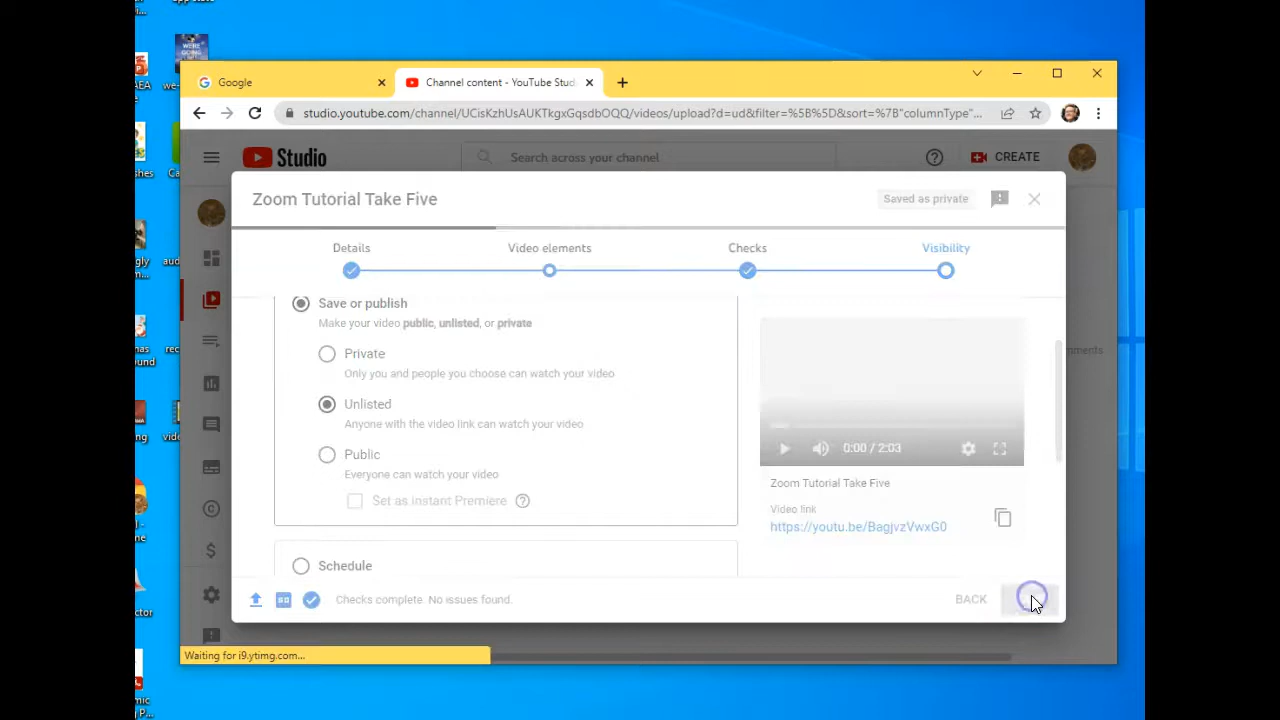 WE'RE
GOING
Google
Channel content - YouTube Stud
studio.youtube.com/channel/UCisKzhUsAUKTkgxGqsdbOQQ/videos/upload?d=ud&filter=%5B%5D&sort=%7B"columnType"...
Studio
Search across your channel
CREATE
Zoom Tutorial Take Five
Saved as private
Details
Video elements
Checks
Visibility
Save or publish
Make your video public, unlisted, or private
Private
Only you and people you choose can watch your video
Unlisted
Anyone with the video link can watch your video
Public
Everyone can watch your video
Set as instant Premiere
Schedule
0:00 / 2:03
Zoom Tutorial Take Five
Video link
https://youtu.be/BagjvzVwxG0
mments
SD
Checks complete. No issues found.
BACK
Waiting for i9.ytimg.com...